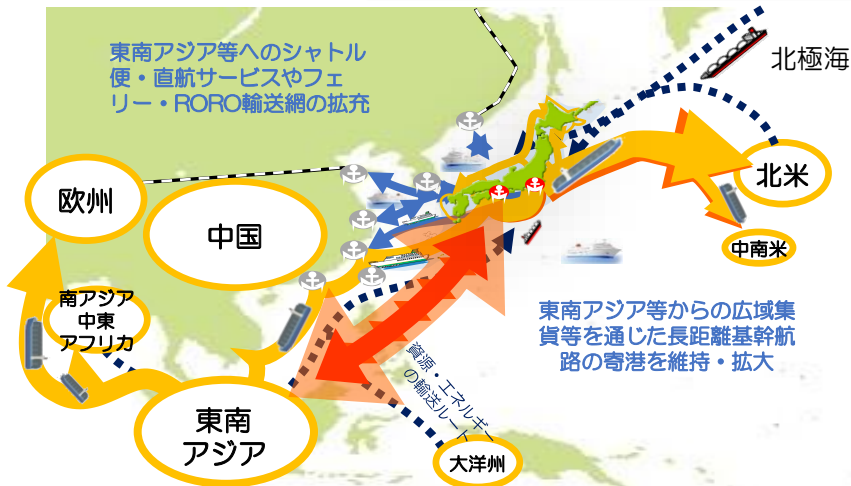 東南アジア等へのシャトル
便・直航サービスやフェ
リー・RORO輸送網の拡充
北極海
欧州
中国
北米
中南米
南アジア
中東
アフリカ
東南アジア等からの広域集
貨等を通じた長距離基幹航
路の寄港を維持・拡大
資源・エネルギー
の輸送ルート
東南
アジア
大洋州